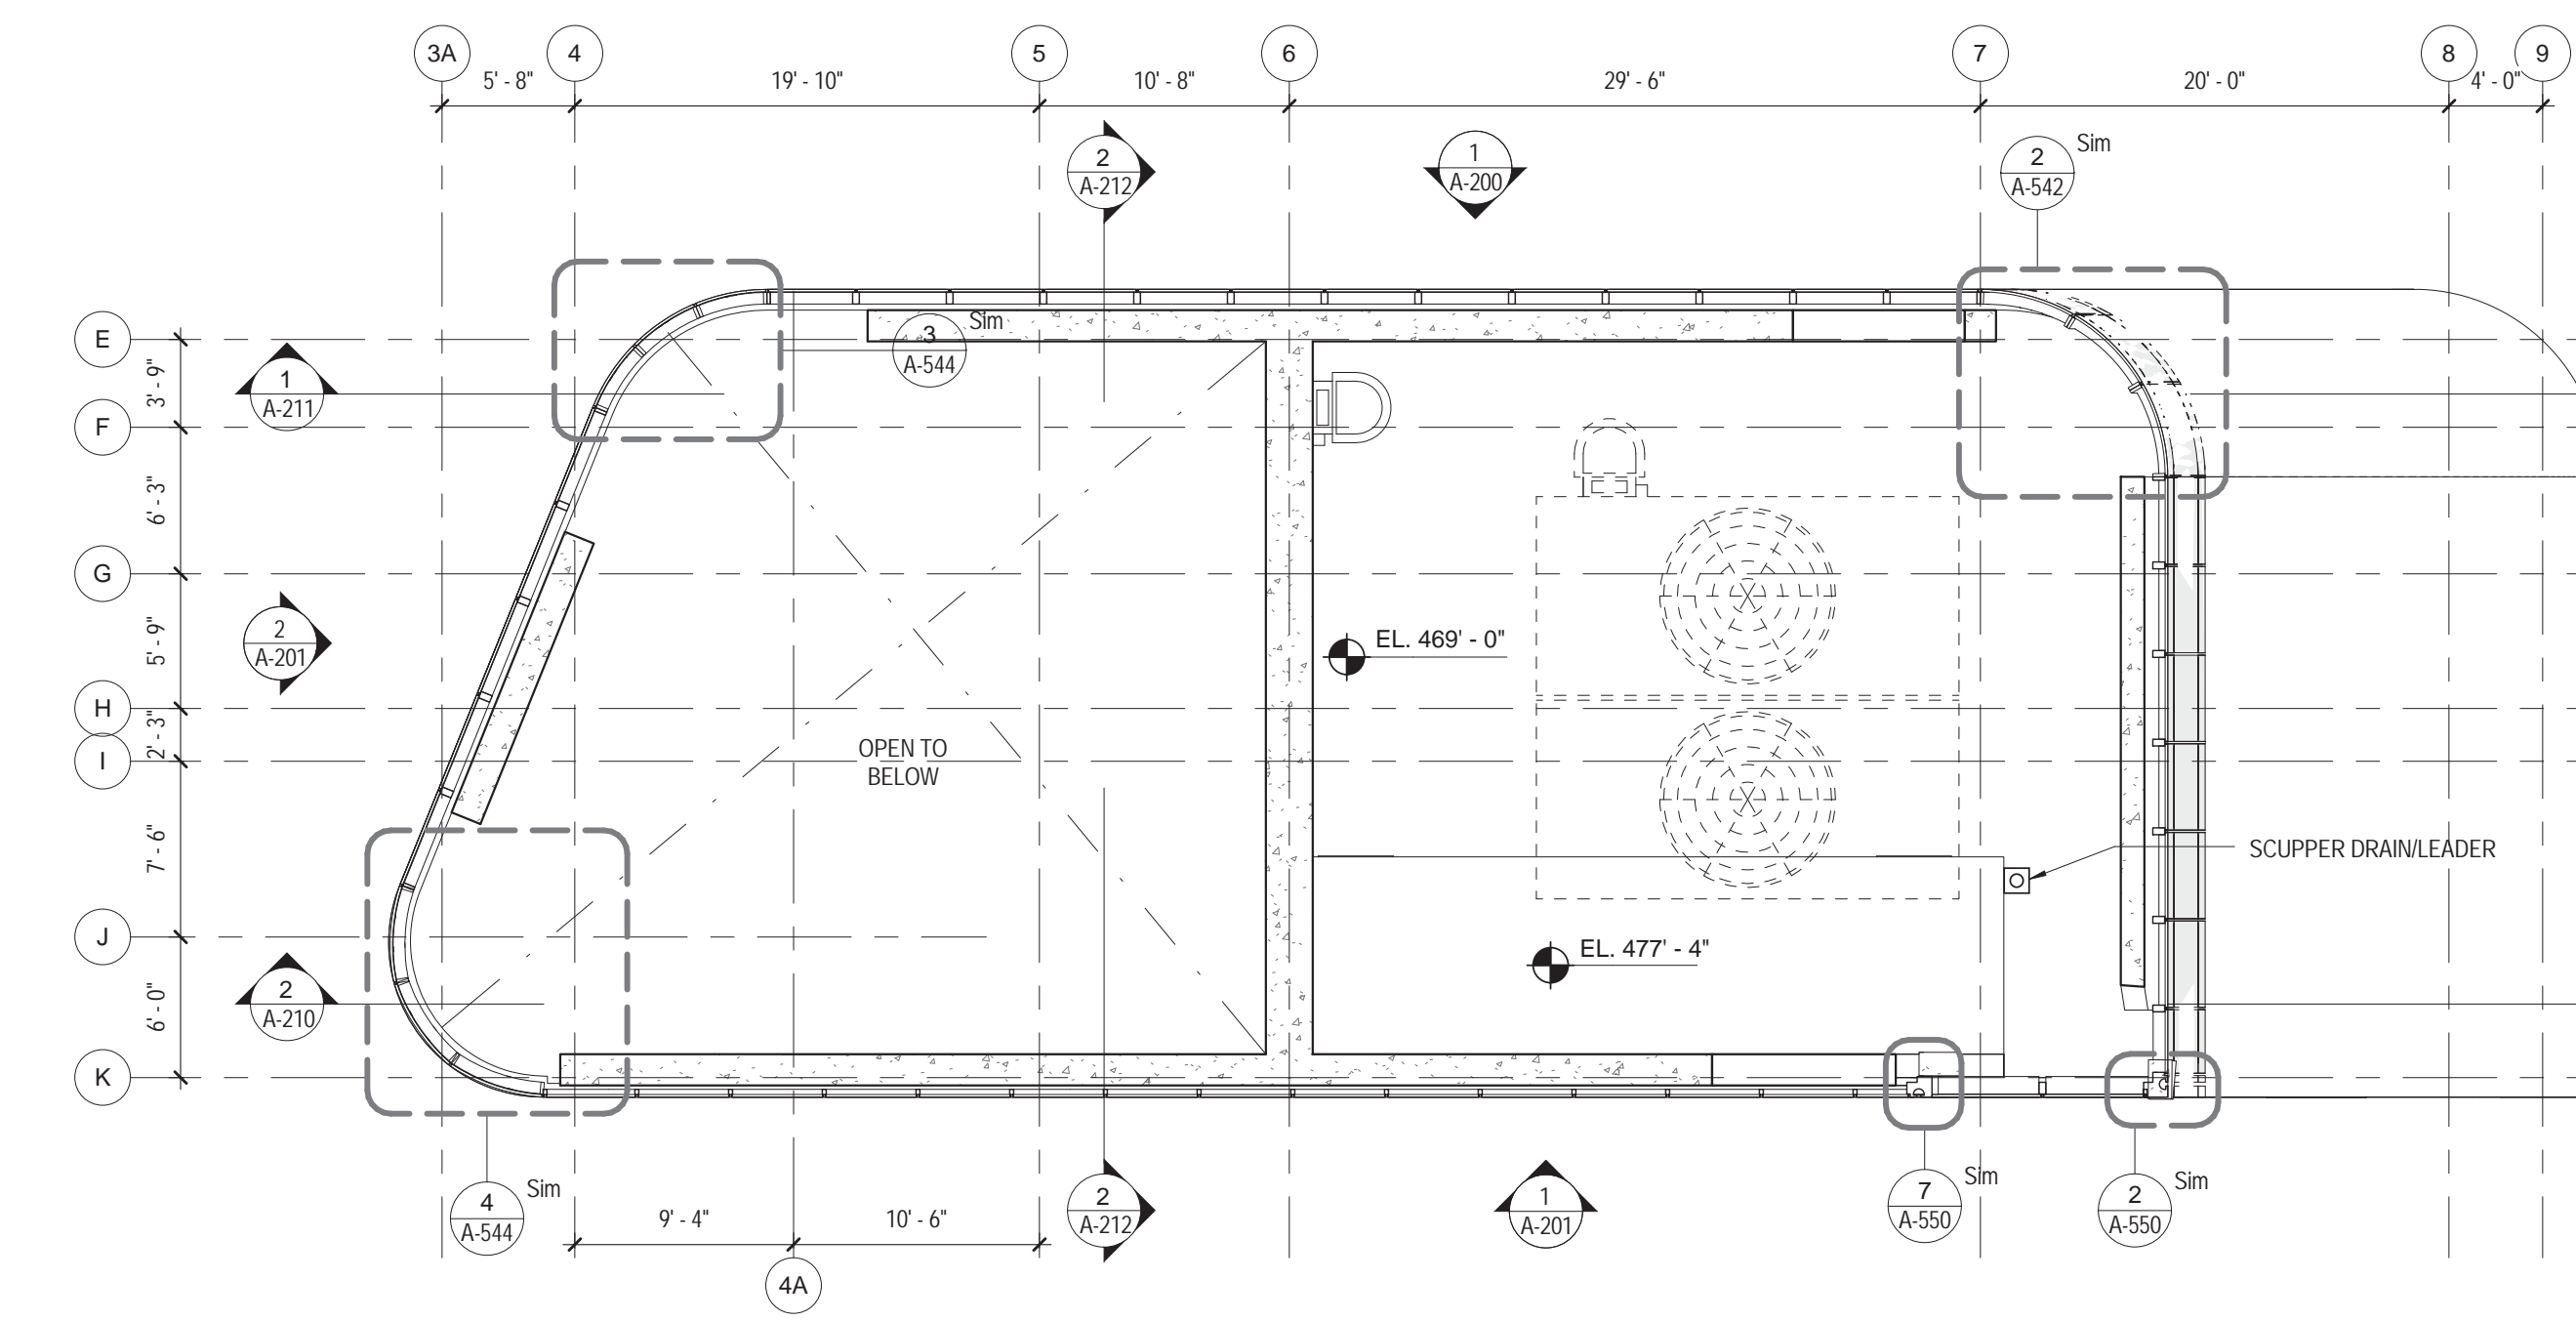 3A 4 5 6 7 8 9
5' - 8" 19' - 10" 10' - 8" 29' - 6" 20' - 0" 4' - 0"
2
A-212
1
A-200
2
A-542
Sim
E
F
G
H
I
J
K
3' - 9"
6' - 3"
5' - 9"
2' - 3"
7' - 6"
6' - 0"
3
A-544
Sim
1
A-211
2
A-201
EL. 469' - 0"
OPEN TO
BELOW
SCUPPER DRAIN/LEADER
EL. 477' - 4"
2
A-210
4
A-544
Sim
9' - 4" 10' - 6"
4A
2
A-212
1
A-201
7
A-550
Sim
2
A-550
Sim